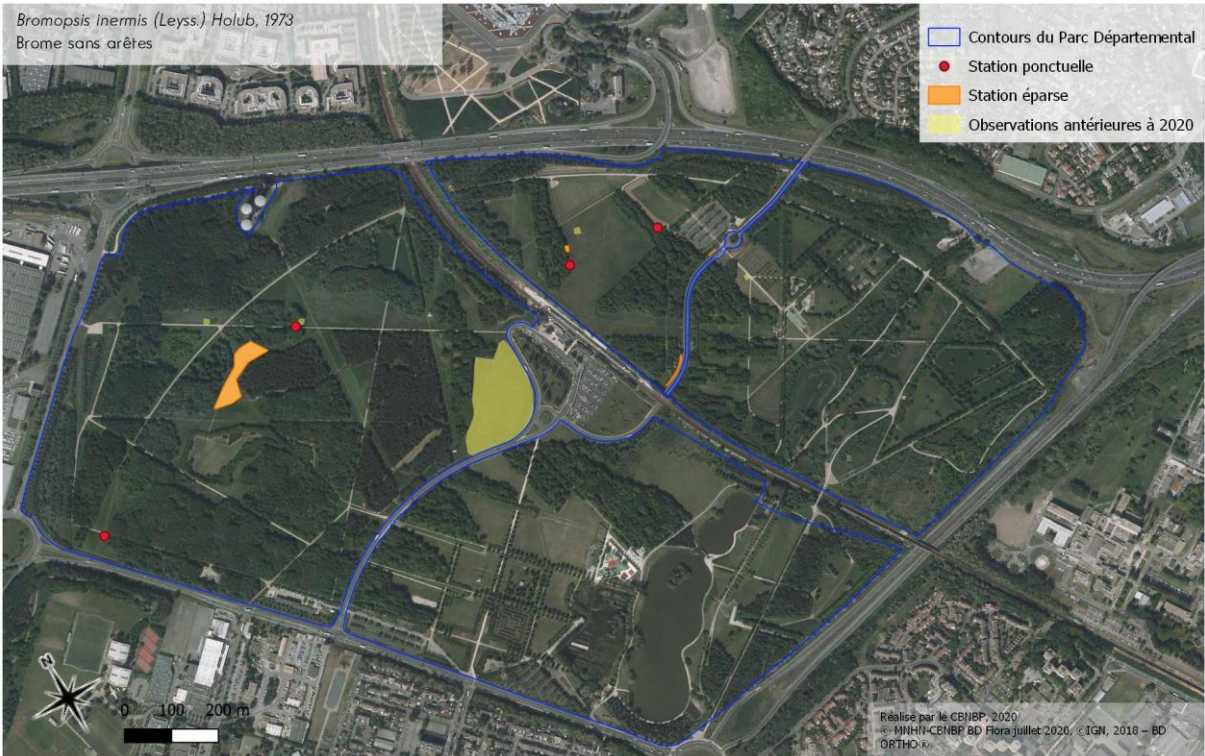 Bromopsis inermis (Leyss.) Holub, 1973
Brome sans arêtes
Contours du Parc Départemental
Station ponctuelle
Station éparse
Observations antérieures à 2020
N
0 100 200 m
Réalisé par le CBNBP, 2020
© MNHN-CBNBP BD Flora juillet 2020, ©IGN, 2018 – BD
ORTHO®